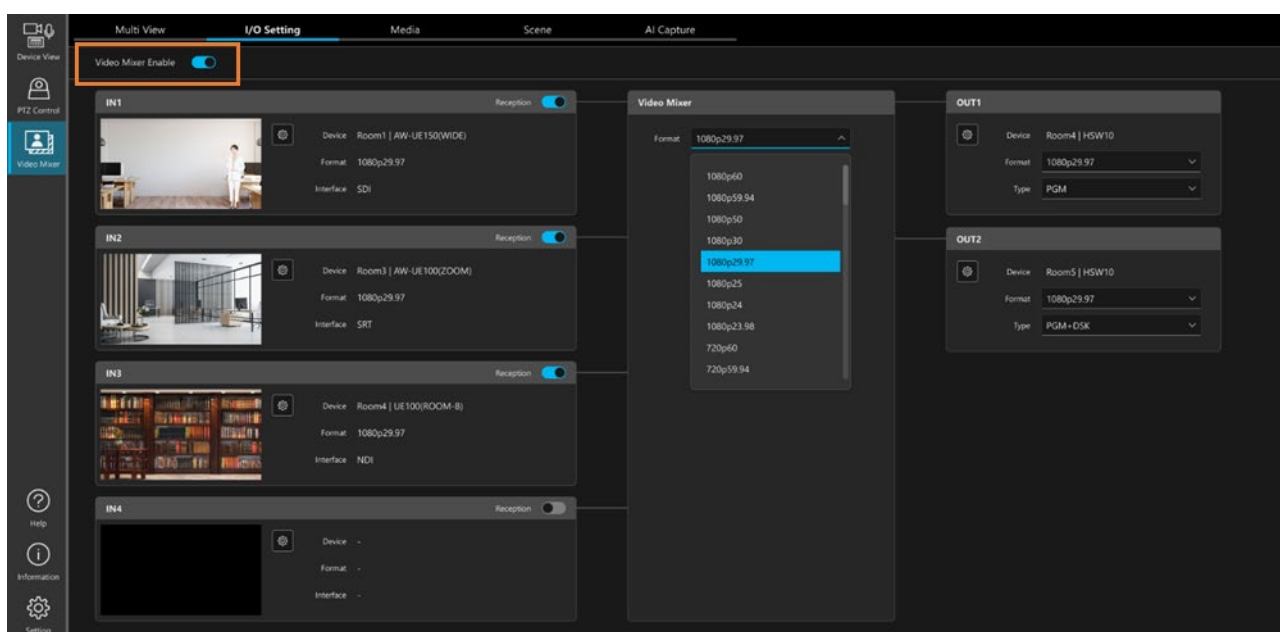 Multi View
I/O Setting
Media
Scene
AI Capture
Device View
PTZ Control
Video Mixer
Video Mixer Enable
IN1
Reception
Device Room1 | AW-UE150(WIDE)
Format 1080p29.97
Interface SDI
IN2
Reception
Device Room3 | AW-UE100(ZOOM)
Format 1080p29.97
Interface SRT
IN3
Reception
Device Room4 | UE100(ROOM-B)
Format 1080p29.97
Interface NDI
IN4
Reception
Device -
Format -
Interface -
Video Mixer
Format 1080p29.97
1080p60
1080p59.94
1080p50
1080p30
1080p29.97
1080p25
1080p24
1080p23.98
720p60
720p59.94
OUT1
Device Room4 | HSW10
Format 1080p29.97
Type PGM
OUT2
Device Room5 | HSW10
Format 1080p29.97
Type PGM+DSK
Help
Information
Setting